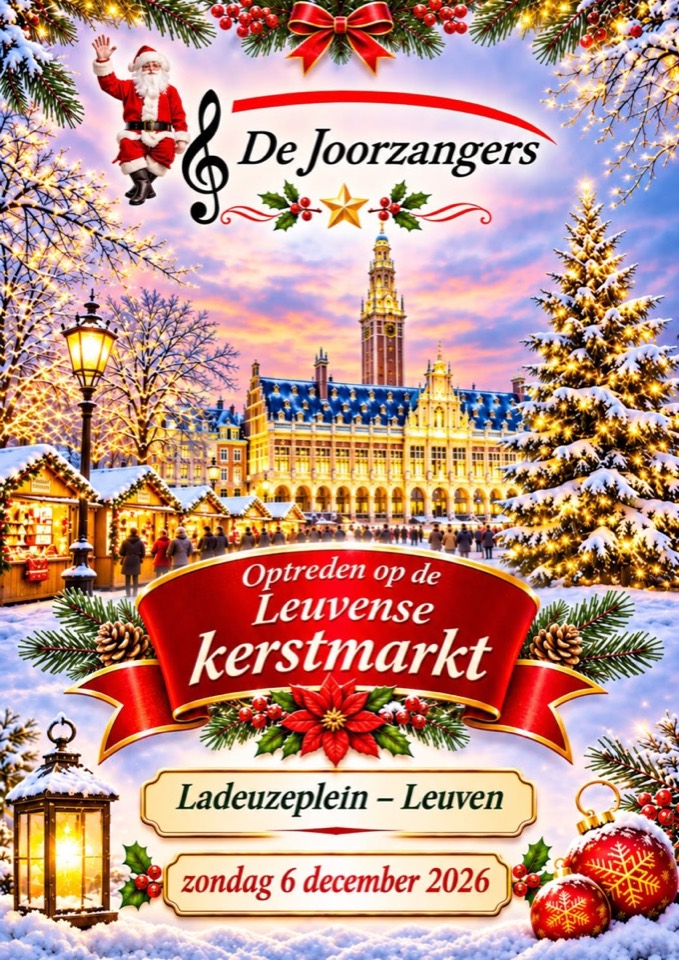 De Joorzangers
Optreden op de
Leuvense
kerstmarkt
Ladeuzeplein – Leuven
zondag 6 december 2026